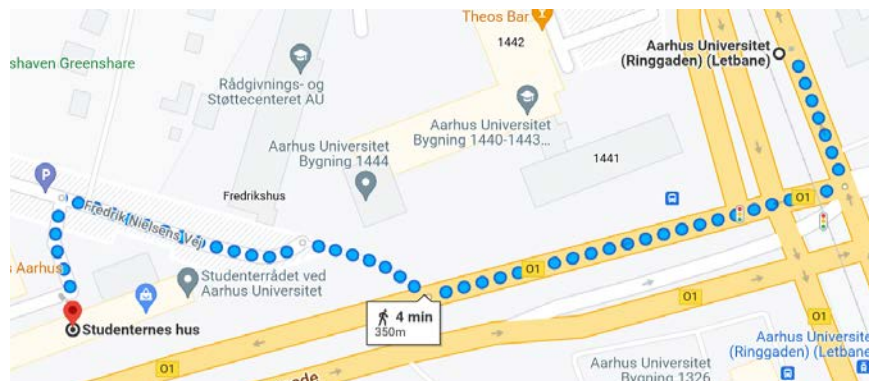 Theos Bar
1442
Aarhus Universitet
(Ringgaden) (Letbane)
shaven Greenshare
Rådgivnings- og
Støttecenteret AU
Aarhus Universitet
Bygning 1444
Aarhus Universitet
Bygning 1440-1443...
1441
P
Fredrikshus
Fredrik Nielsens Vej
O1
O1
s Aarhus
Studenterrådet ved
Aarhus Universitet
4 min
350m
O1
Studenternes hus
O1
Aarhus Universite
(Ringgaden) (Letbane
Aarhus Universitet
Bygning 1326
ade